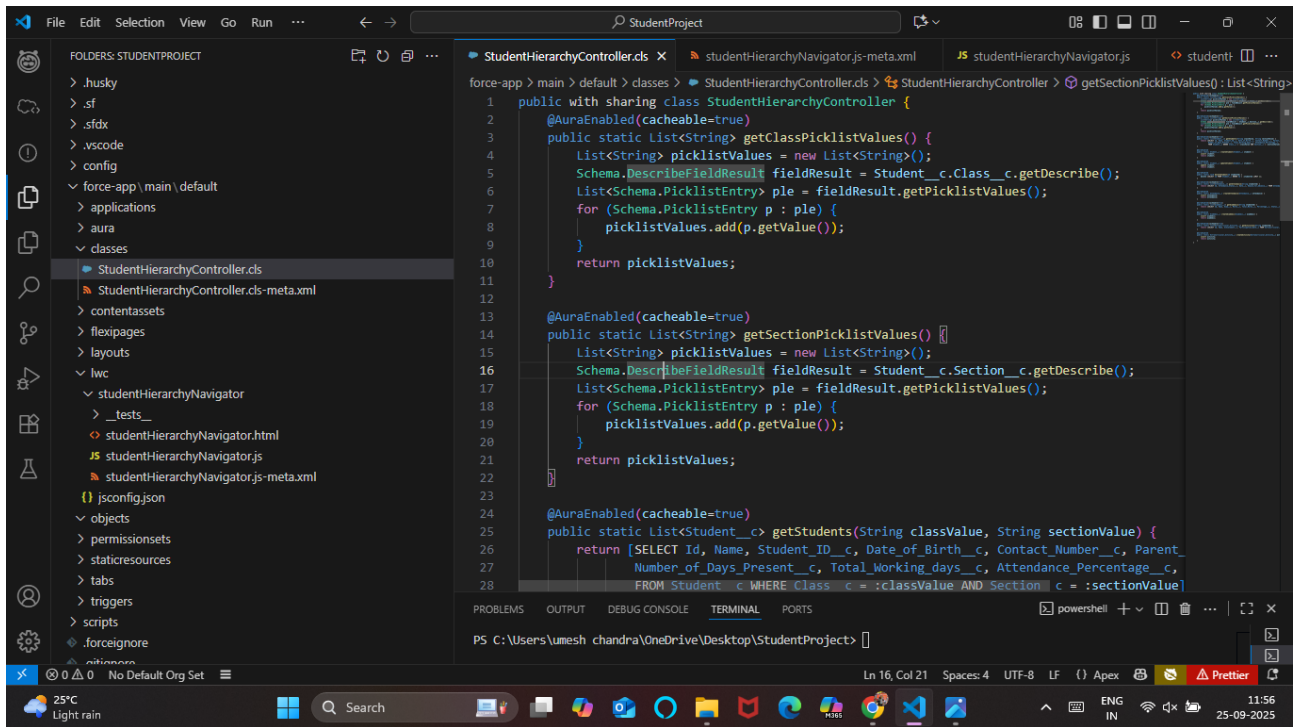 File Edit Selection View Go Run ··· StudentProject
FOLDERS: STUDENTPROJECT
.husky
.sf
.sfdx
.vscode
config
force-app\main\default
applications
aura
classes
StudentHierarchyController.cls
StudentHierarchyController.cls-meta.xml
contentassets
flexipages
layouts
lwc
studentHierarchyNavigator
__tests__
studentHierarchyNavigator.html
JS studentHierarchyNavigator.js
studentHierarchyNavigator.js-meta.xml
{} jsconfig.json
objects
permissionsets
staticresources
tabs
triggers
scripts
.forceignore
.gitignore
StudentHierarchyController.cls studentHierarchyNavigator.js-meta.xml JS studentHierarchyNavigator.js studentH
force-app > main > default > classes > StudentHierarchyController.cls > StudentHierarchyController > getSectionPicklistValues() : List<String>
1 public with sharing class StudentHierarchyController {
2 @AuraEnabled(cacheable=true)
3 public static List<String> getClassPicklistValues() {
4 List<String> picklistValues = new List<String>();
5 Schema.DescribeFieldResult fieldResult = Student__c.Class__c.getDescribe();
6 List<Schema.PicklistEntry> ple = fieldResult.getPicklistValues();
7 for (Schema.PicklistEntry p : ple) {
8 picklistValues.add(p.getValue());
9 }
10 return picklistValues;
11 }
12
13 @AuraEnabled(cacheable=true)
14 public static List<String> getSectionPicklistValues() {
15 List<String> picklistValues = new List<String>();
16 Schema.DescribeFieldResult fieldResult = Student__c.Section__c.getDescribe();
17 List<Schema.PicklistEntry> ple = fieldResult.getPicklistValues();
18 for (Schema.PicklistEntry p : ple) {
19 picklistValues.add(p.getValue());
20 }
21 return picklistValues;
22 }
23
24 @AuraEnabled(cacheable=true)
25 public static List<Student__c> getStudents(String classValue, String sectionValue) {
26 return [SELECT Id, Name, Student_ID__c, Date_of_Birth__c, Contact_Number__c, Parent_
27 Number_of_Days_Present__c, Total_Working_days__c, Attendance_Percentage__c,
28 FROM Student__c WHERE Class__c = :classValue AND Section__c = :sectionValue]
PROBLEMS OUTPUT DEBUG CONSOLE TERMINAL PORTS powershell
PS C:\Users\umesh chandra\OneDrive\Desktop\StudentProject>
0 0 No Default Org Set Ln 16, Col 21 Spaces: 4 UTF-8 LF {} Apex Prettier
25°C
Light rain
Search
M365
ENG
IN
11:56
25-09-2025